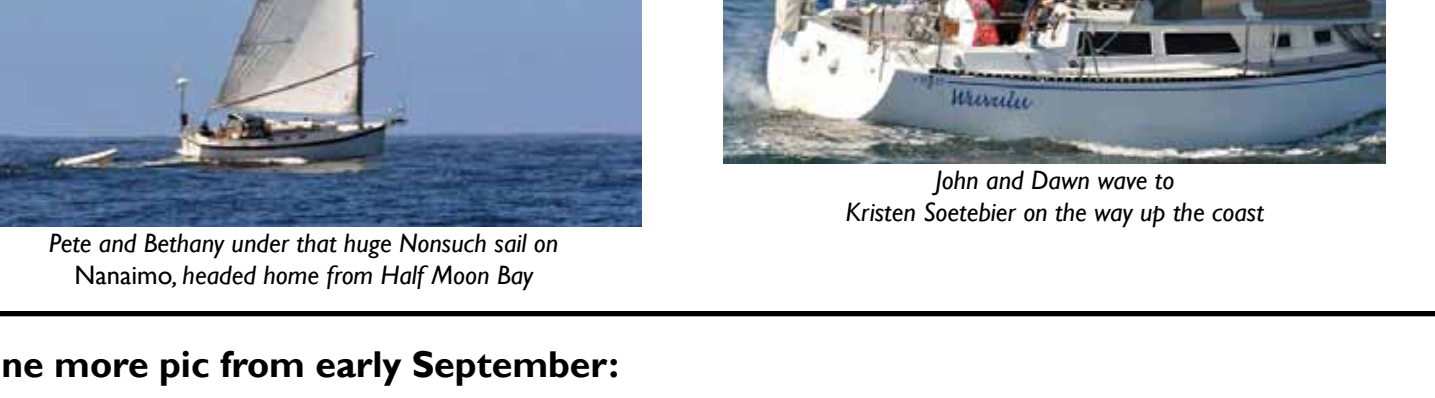 Pete and Bethany under that huge Nonsuch sail on
Nanaimo, headed home from Half Moon Bay
John and Dawn wave to
Kristen Soetebier on the way up the coast
ne more pic from early September: